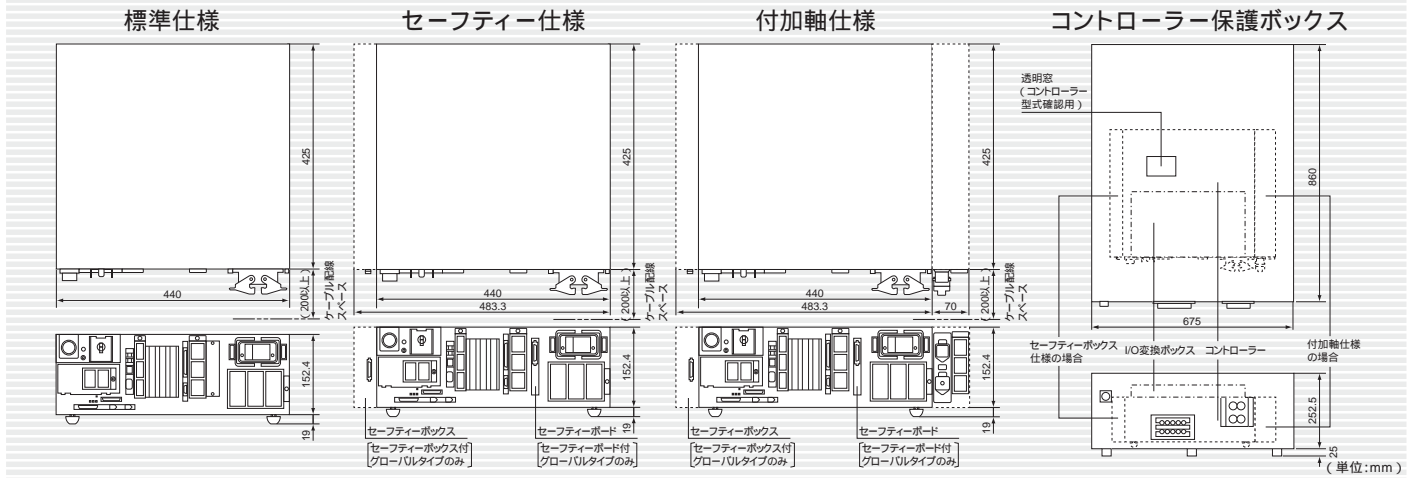 標準仕様
セーフティー仕様
付加軸仕様
コントローラー保護ボックス
425
440
(200以上)
ケーブル配線
スペース
152.4
19
425
440
483.3
(200以上)
ケーブル配線
スペース
152.4
19
セーフティーボックス
[セーフティーボックス付
グローバルタイプのみ]
セーフティーボード
[セーフティーボード付
グローバルタイプのみ]
425
440
483.3
70
(200以上)
ケーブル配線
スペース
152.4
19
セーフティーボックス
[セーフティーボックス付
グローバルタイプのみ]
セーフティーボード
[セーフティーボード付
グローバルタイプのみ]
透明窓
(コントローラー
型式確認用)
860
675
セーフティーボックス
仕様の場合
I/O変換ボックス
コントローラー
付加軸仕様
の場合
252.5
25
(単位:mm)